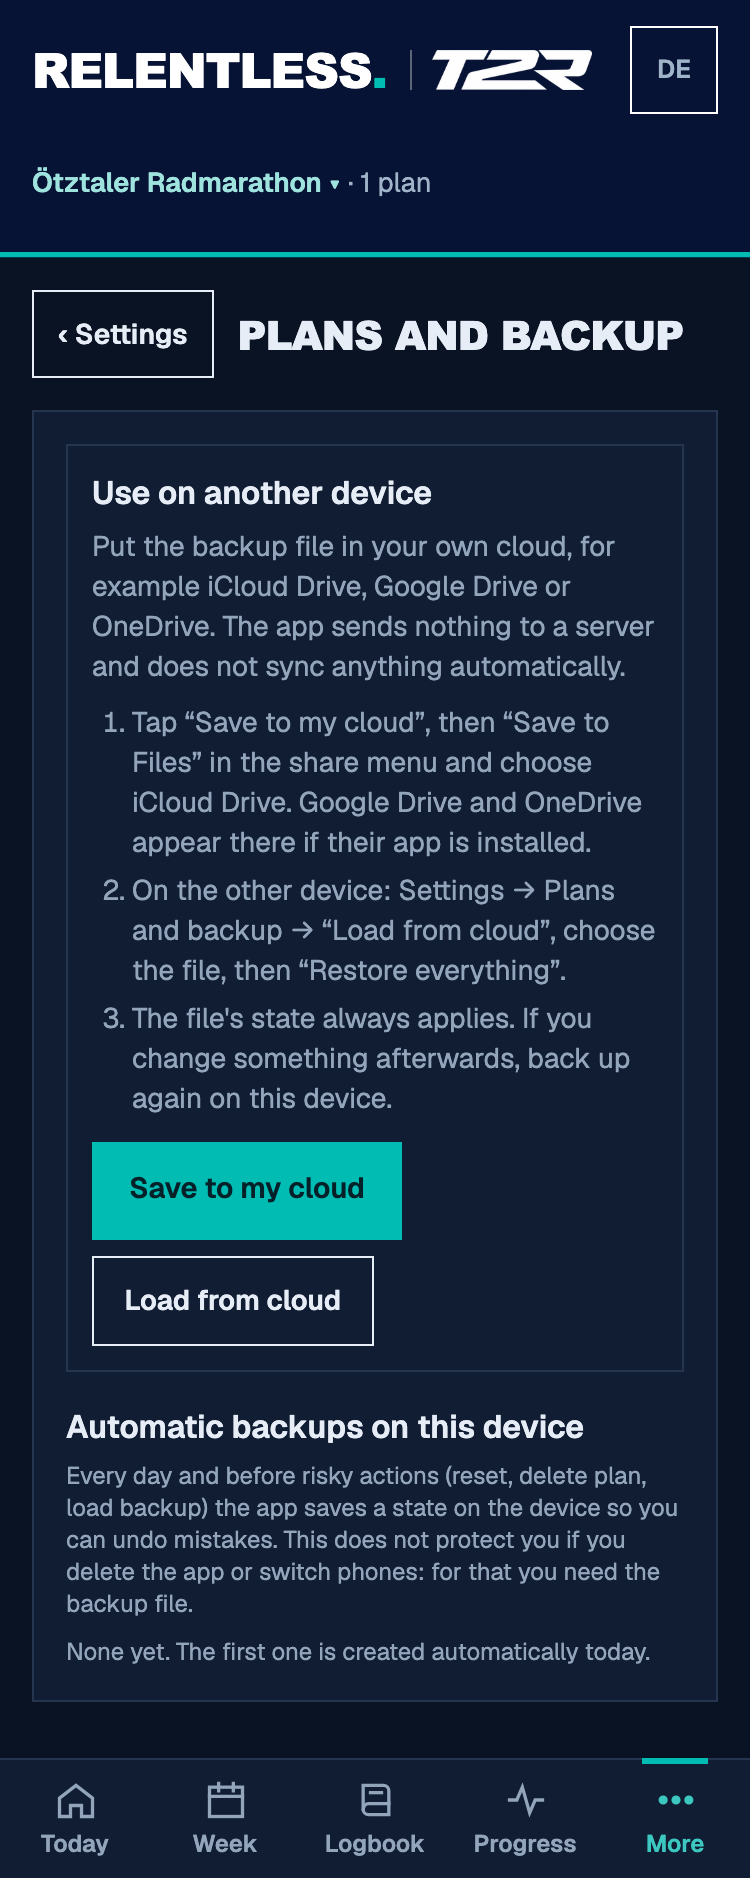 RELENTLESS. T2R DE
Ötztaler Radmarathon ▾ · 1 plan
‹ Settings PLANS AND BACKUP
Use on another device
Put the backup file in your own cloud, for
example iCloud Drive, Google Drive or
OneDrive. The app sends nothing to a server
and does not sync anything automatically.
1. Tap “Save to my cloud”, then “Save to
Files” in the share menu and choose
iCloud Drive. Google Drive and OneDrive
appear there if their app is installed.
2. On the other device: Settings → Plans
and backup → “Load from cloud”, choose
the file, then “Restore everything”.
3. The file's state always applies. If you
change something afterwards, back up
again on this device.
Save to my cloud
Load from cloud
Automatic backups on this device
Every day and before risky actions (reset, delete plan,
load backup) the app saves a state on the device so you
can undo mistakes. This does not protect you if you
delete the app or switch phones: for that you need the
backup file.
None yet. The first one is created automatically today.
Today Week Logbook Progress More